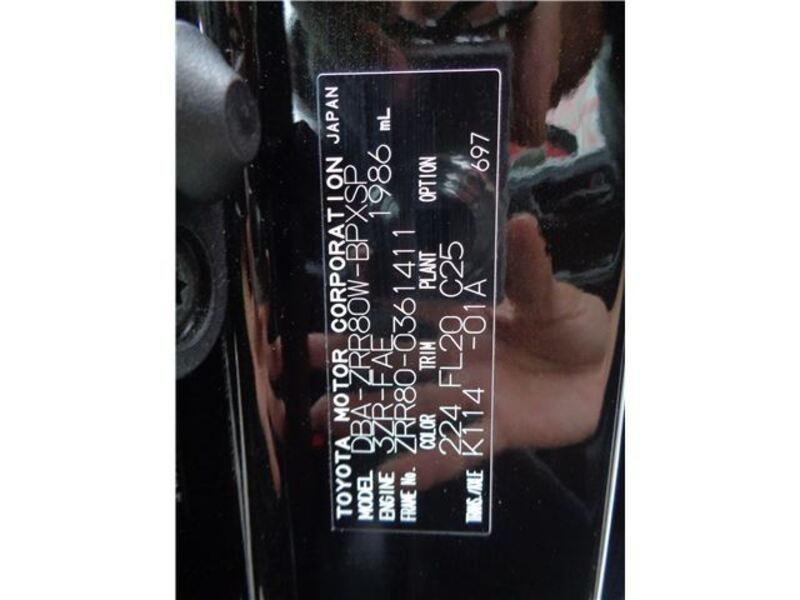 TOYOTA MOTOR CORPORATION JAPAN
MODEL DBA-ZRR80W-BPXSP
ENGINE 3ZR-FAE 1986 mL
FRAME No. ZRR80-0361411
COLOR TRIM PLANT OPTION
224 FL20 C25
TRANS./AXLE K114 -01A 697